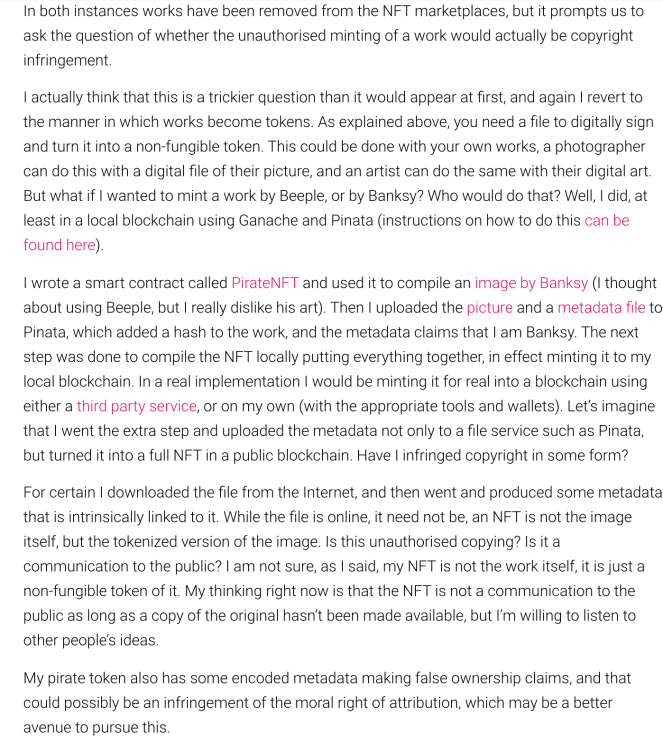 In both instances works have been removed from the NFT marketplaces, but it prompts us to
ask the question of whether the unauthorised minting of a work would actually be copyright
infringement.
I actually think that this is a trickier question than it would appear at first, and again I revert to
the manner in which works become tokens. As explained above, you need a file to digitally sign
and turn it into a non-fungible token. This could be done with your own works, a photographer
can do this with a digital file of their picture, and an artist can do the same with their digital art.
But what if I wanted to mint a work by Beeple, or by Banksy? Who would do that? Well, I did, at
least in a local blockchain using Ganache and Pinata (instructions on how to do this can be
found here).
I wrote a smart contract called PirateNFT and used it to compile an image by Banksy (I thought
about using Beeple, but I really dislike his art). Then I uploaded the picture and a metadata file to
Pinata, which added a hash to the work, and the metadata claims that I am Banksy. The next
step was done to compile the NFT locally putting everything together, in effect minting it to my
local blockchain. In a real implementation I would be minting it for real into a blockchain using
either a third party service, or on my own (with the appropriate tools and wallets). Let's imagine
that I went the extra step and uploaded the metadata not only to a file service such as Pinata,
but turned it into a full NFT in a public blockchain. Have I infringed copyright in some form?
For certain I downloaded the file from the Internet, and then went and produced some metadata
that is intrinsically linked to it. While the file is online, it need not be, an NFT is not the image
itself, but the tokenized version of the image. Is this unauthorised copying? Is it a
communication to the public? I am not sure, as I said, my NFT is not the work itself, it is just a
non-fungible token of it. My thinking right now is that the NFT is not a communication to the
public as long as a copy of the original hasn't been made available, but I'm willing to listen to
other people's ideas.
My pirate token also has some encoded metadata making false ownership claims, and that
could possibly be an infringement of the moral right of attribution, which may be a better
avenue to pursue this.